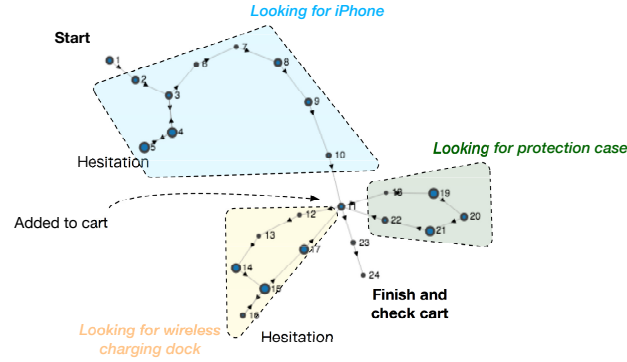 Looking for iPhone
Start
1
2
3
4
5
6
7
8
9
10
Hesitation
Looking for protection case
Added to cart
11
12
13
14
15
16
17
18
19
20
21
22
23
24
Finish and
check cart
Looking for wireless
charging dock
Hesitation